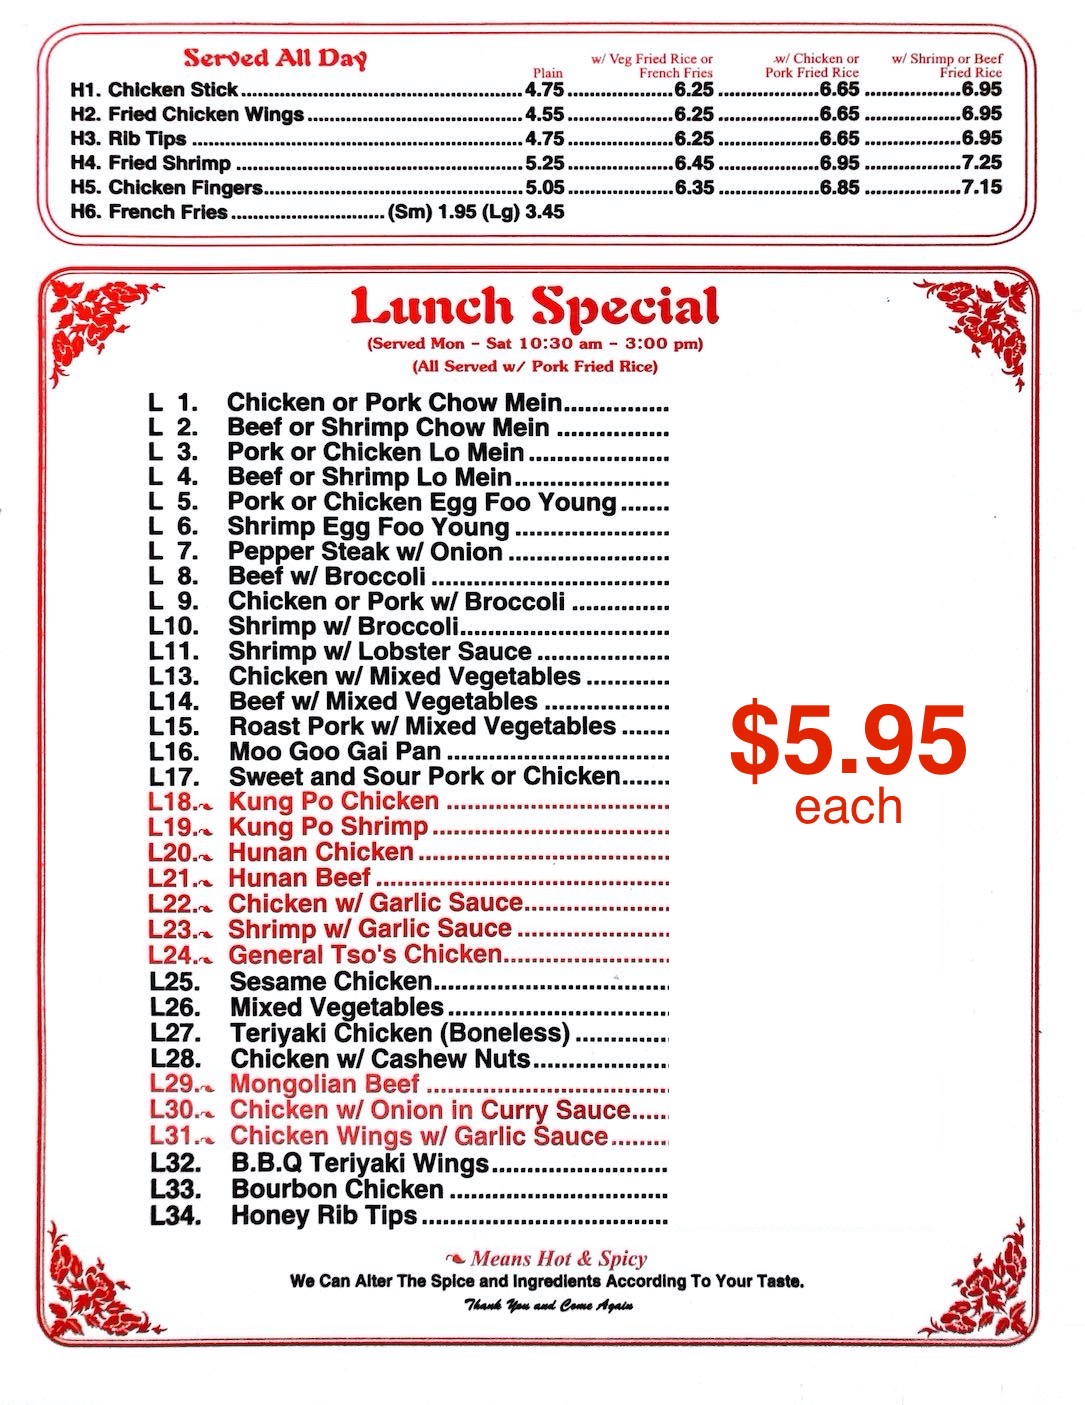 Served All Day
Plain w/ Veg Fried Rice or French Fries w/ Chicken or Pork Fried Rice w/ Shrimp or Beef Fried Rice
H1. Chicken Stick 4.75 6.25 6.65 6.95
H2. Fried Chicken Wings 4.55 6.25 6.65 6.95
H3. Rib Tips 4.75 6.25 6.65 6.95
H4. Fried Shrimp 5.25 6.45 6.95 7.25
H5. Chicken Fingers 5.05 6.35 6.85 7.15
H6. French Fries (Sm) 1.95 (Lg) 3.45
Lunch Special
(Served Mon - Sat 10:30 am - 3:00 pm)
(All Served w/ Pork Fried Rice)
L 1. Chicken or Pork Chow Mein
L 2. Beef or Shrimp Chow Mein
L 3. Pork or Chicken Lo Mein
L 4. Beef or Shrimp Lo Mein
L 5. Pork or Chicken Egg Foo Young
L 6. Shrimp Egg Foo Young
L 7. Pepper Steak w/ Onion
L 8. Beef w/ Broccoli
L 9. Chicken or Pork w/ Broccoli
L10. Shrimp w/ Broccoli
L11. Shrimp w/ Lobster Sauce
L13. Chicken w/ Mixed Vegetables
L14. Beef w/ Mixed Vegetables
L15. Roast Pork w/ Mixed Vegetables
L16. Moo Goo Gai Pan
L17. Sweet and Sour Pork or Chicken
L18. Kung Po Chicken
L19. Kung Po Shrimp
L20. Hunan Chicken
L21. Hunan Beef
L22. Chicken w/ Garlic Sauce
L23. Shrimp w/ Garlic Sauce
L24. General Tso's Chicken
L25. Sesame Chicken
L26. Mixed Vegetables
L27. Teriyaki Chicken (Boneless)
L28. Chicken w/ Cashew Nuts
L29. Mongolian Beef
L30. Chicken w/ Onion in Curry Sauce
L31. Chicken Wings w/ Garlic Sauce
L32. B.B.Q Teriyaki Wings
L33. Bourbon Chicken
L34. Honey Rib Tips
$5.95
each
Means Hot & Spicy
We Can Alter The Spice and Ingredients According To Your Taste.
Thank You and Come Again